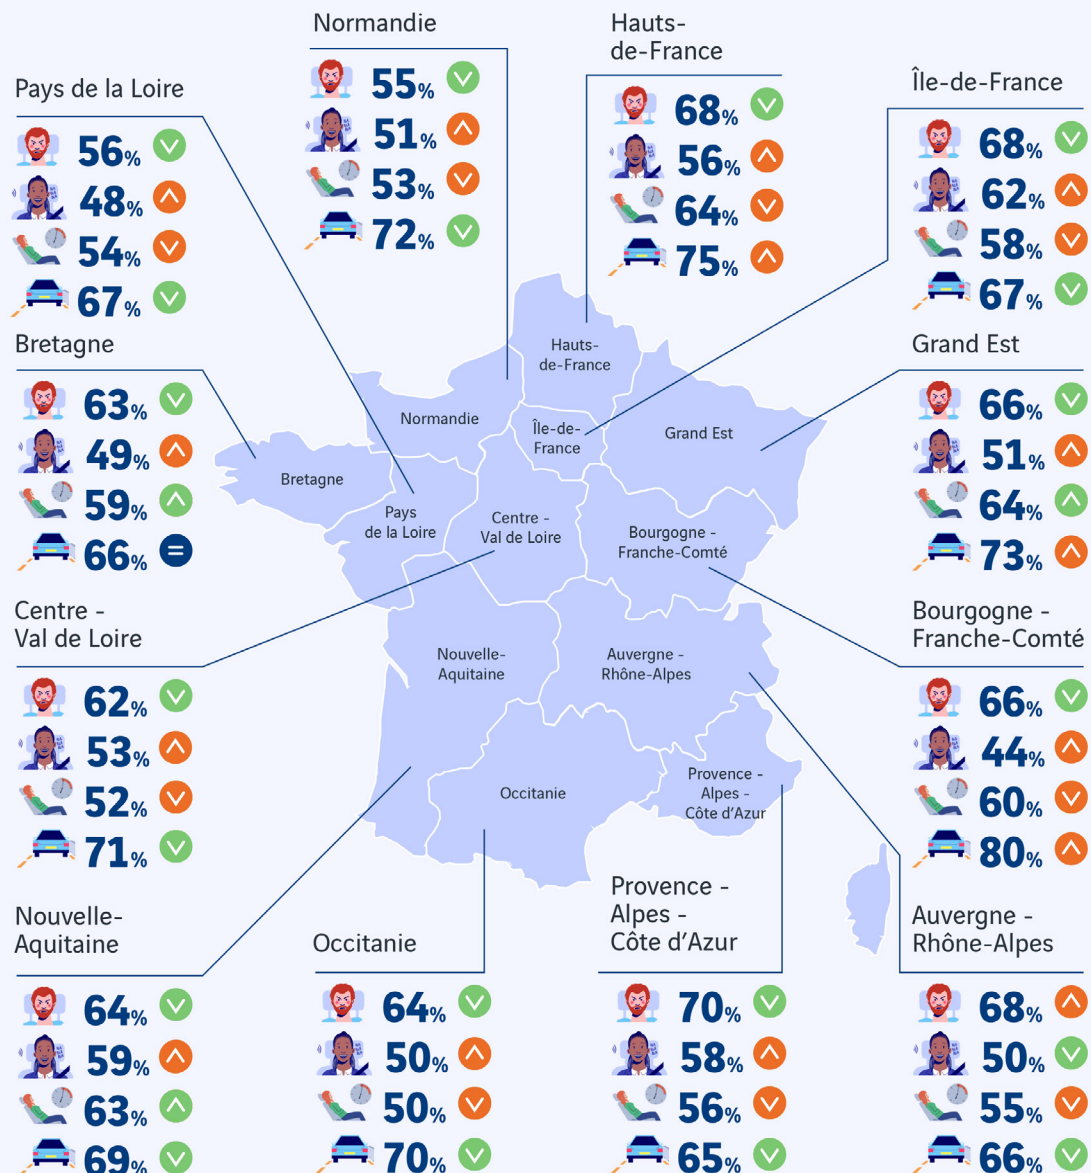 Normandie
55%
51%
53%
72%
Hauts-
de-France
68%
56%
64%
75%
Île-de-France
68%
62%
58%
67%
Pays de la Loire
56%
48%
54%
67%
Bretagne
63%
49%
59%
66%
=
Grand Est
66%
51%
64%
73%
Centre -
Val de Loire
62%
53%
52%
71%
Bourgogne -
Franche-Comté
66%
44%
60%
80%
Nouvelle-
Aquitaine
64%
59%
63%
69%
Occitanie
64%
50%
50%
70%
Provence -
Alpes -
Côte d'Azur
70%
58%
56%
65%
Auvergne -
Rhône-Alpes
68%
50%
55%
66%
Hauts-
de-France
Normandie
Île-de-
France
Grand Est
Bretagne
Pays
de la Loire
Centre -
Val de Loire
Bourgogne -
Franche-Comté
Nouvelle-
Aquitaine
Auvergne -
Rhône-Alpes
Occitanie
Provence -
Alpes -
Côte d'Azur